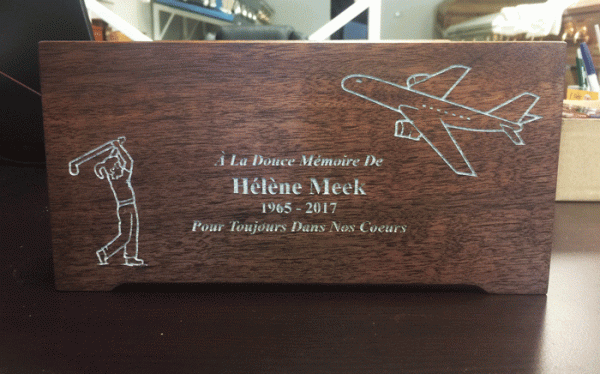 À La Douce Mémoire De
Hélène Meek
1965 - 2017
Pour Toujours Dans Nos Coeurs